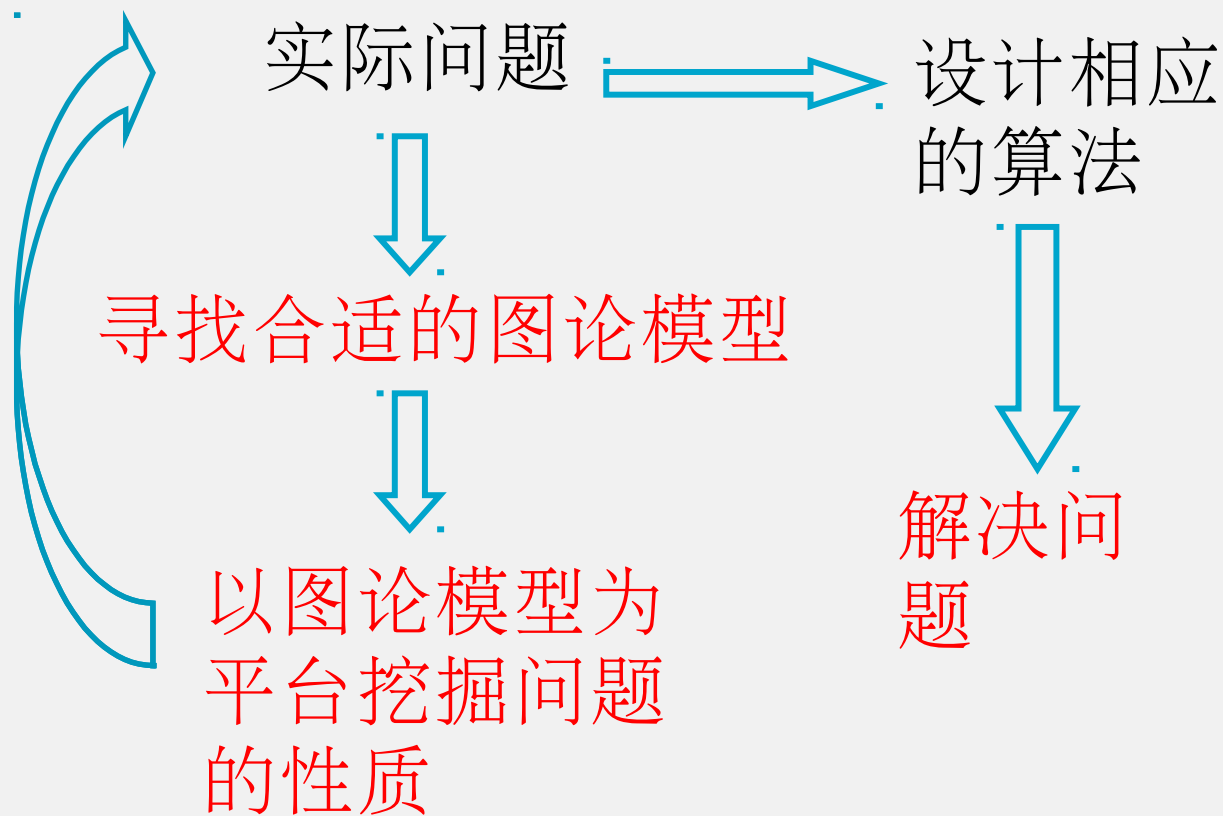 实际问题
设计相应
的算法
寻找合适的图论模型
以图论模型为
平台挖掘问题
的性质
解决问
题